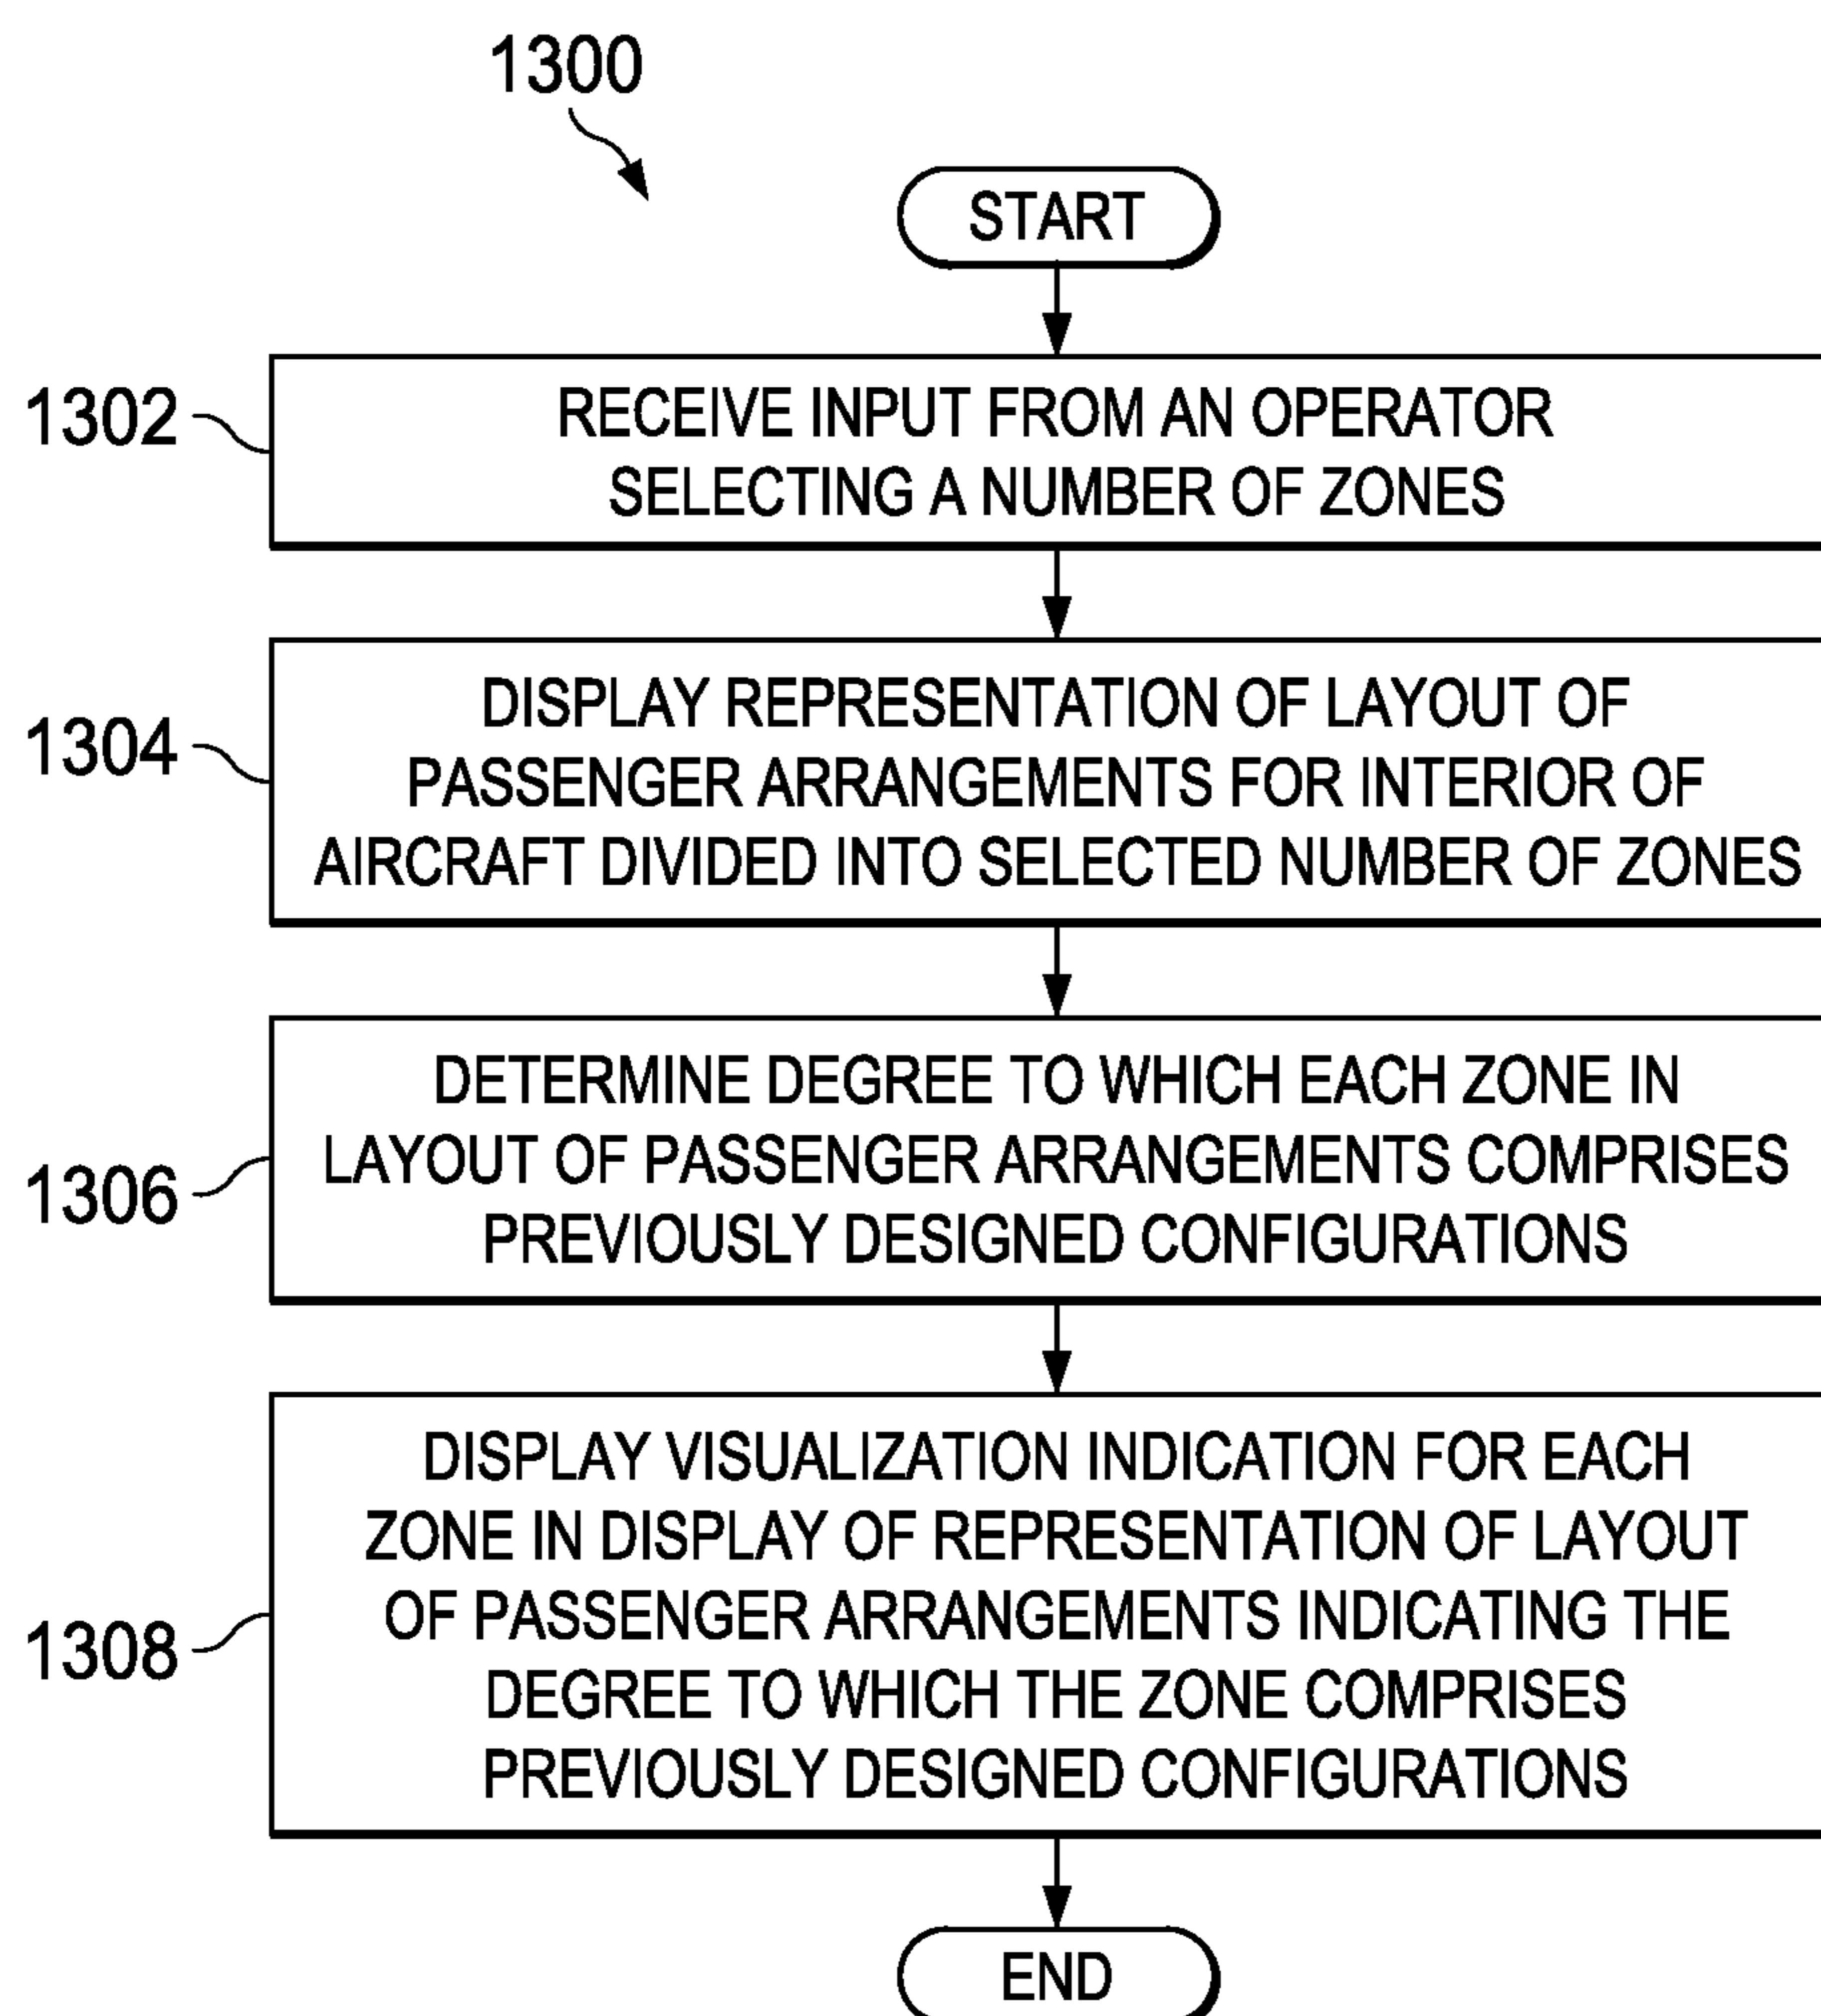 1300
START
1302
RECEIVE INPUT FROM AN OPERATOR
SELECTING A NUMBER OF ZONES
1304
DISPLAY REPRESENTATION OF LAYOUT OF
PASSENGER ARRANGEMENTS FOR INTERIOR OF
AIRCRAFT DIVIDED INTO SELECTED NUMBER OF ZONES
1306
DETERMINE DEGREE TO WHICH EACH ZONE IN
LAYOUT OF PASSENGER ARRANGEMENTS COMPRISES
PREVIOUSLY DESIGNED CONFIGURATIONS
1308
DISPLAY VISUALIZATION INDICATION FOR EACH
ZONE IN DISPLAY OF REPRESENTATION OF LAYOUT
OF PASSENGER ARRANGEMENTS INDICATING THE
DEGREE TO WHICH THE ZONE COMPRISES
PREVIOUSLY DESIGNED CONFIGURATIONS
END